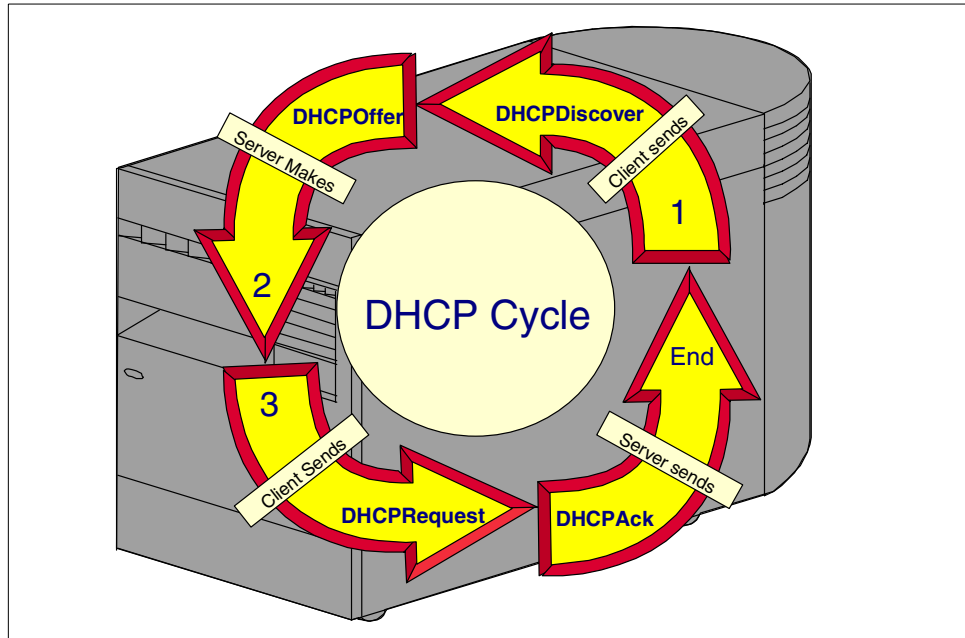 DHCPDiscover
Client sends
1
DHCPOffer
Server Makes
2
DHCP Cycle
3
Client Sends
DHCPRequest
DHCPAck
Server sends
End